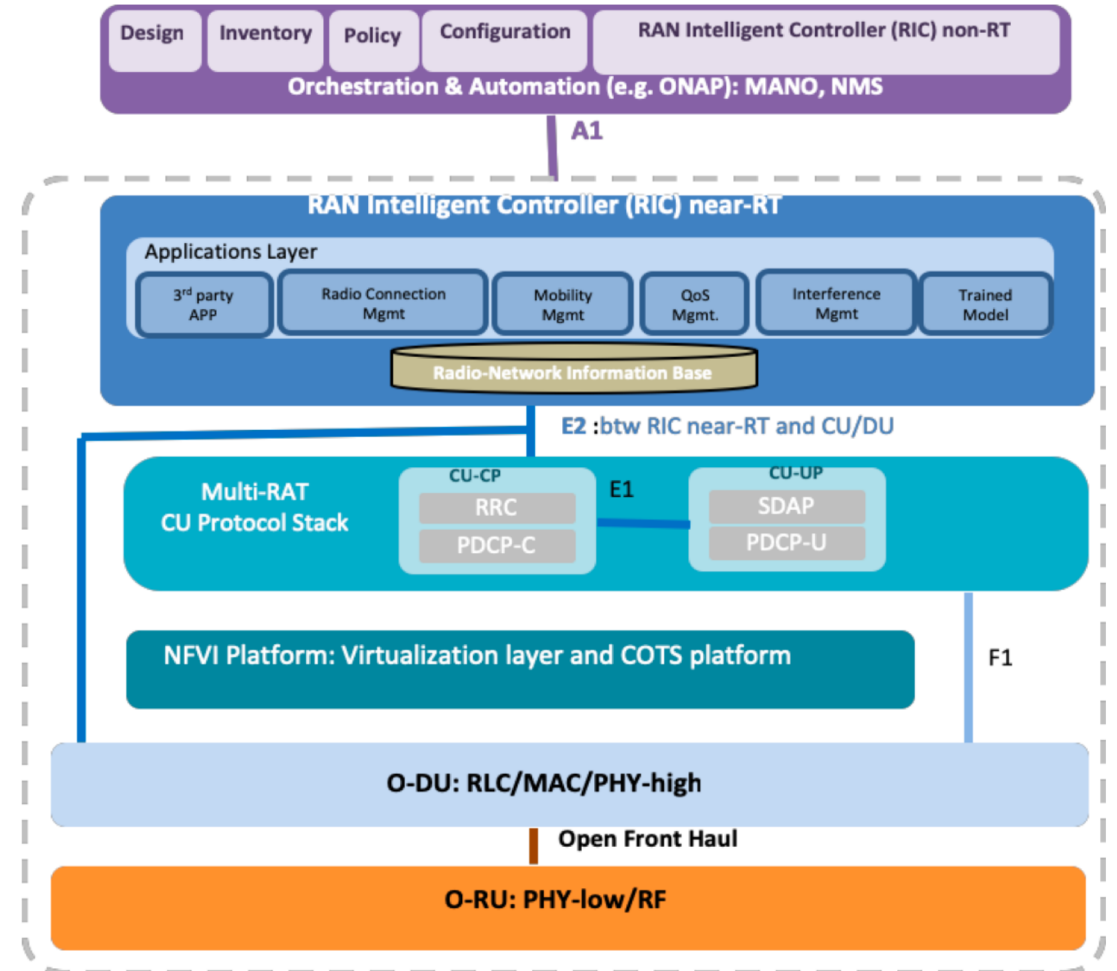 Design
Inventory
Policy
Configuration
RAN Intelligent Controller (RIC) non-RT
Orchestration & Automation (e.g. ONAP): MANO, NMS
A1
RAN Intelligent Controller (RIC) near-RT
Applications Layer
3rd party
APP
Radio Connection
Mgmt
Mobility
Mgmt
QoS
Mgmt.
Interference
Mgmt
Trained
Model
Radio-Network Information Base
E2 :btw RIC near-RT and CU/DU
Multi-RAT
CU Protocol Stack
CU-CP
RRC
PDCP-C
E1
CU-UP
SDAP
PDCP-U
NFVI Platform: Virtualization layer and COTS platform
F1
O-DU: RLC/MAC/PHY-high
Open Front Haul
O-RU: PHY-low/RF